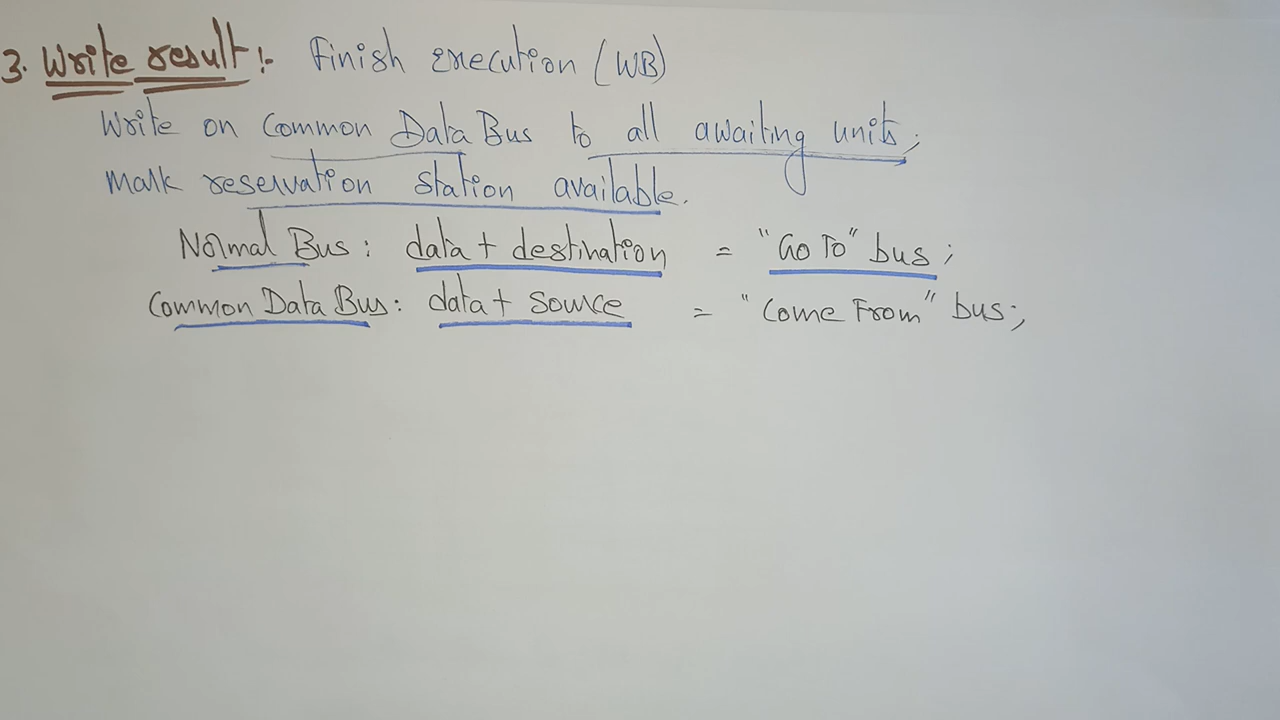 3. Write result :- Finish execution (WB)
Write on Common Data Bus to all awaiting units;
Mark reservation station available.
Normal Bus: data + destination = "Go To" bus;
Common Data Bus: data + source = "Come From" bus;